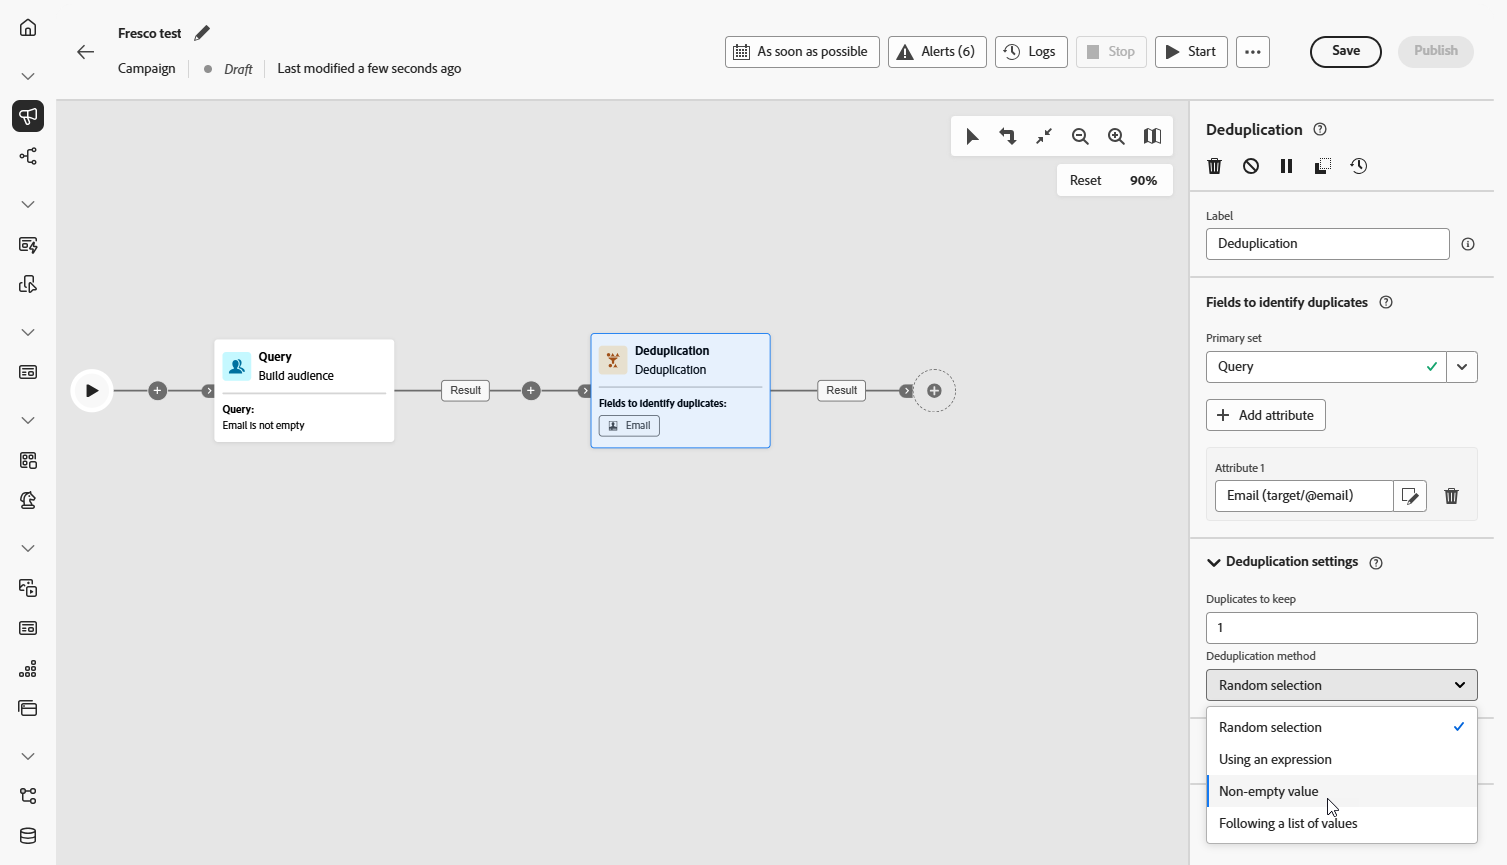 Fresco test
Campaign
Draft
Last modified a few seconds ago
As soon as possible
Alerts (6)
Logs
Stop
Start
Save
Publish
Reset
90%
Query
Build audience
Query:
Email is not empty
Result
Deduplication
Deduplication
Fields to identify duplicates:
Email
Result
Deduplication
Label
Deduplication
Fields to identify duplicates
Primary set
Query
Add attribute
Attribute 1
Email (target/@email)
Deduplication settings
Duplicates to keep
1
Deduplication method
Random selection
Random selection
Using an expression
Non-empty value
Following a list of values